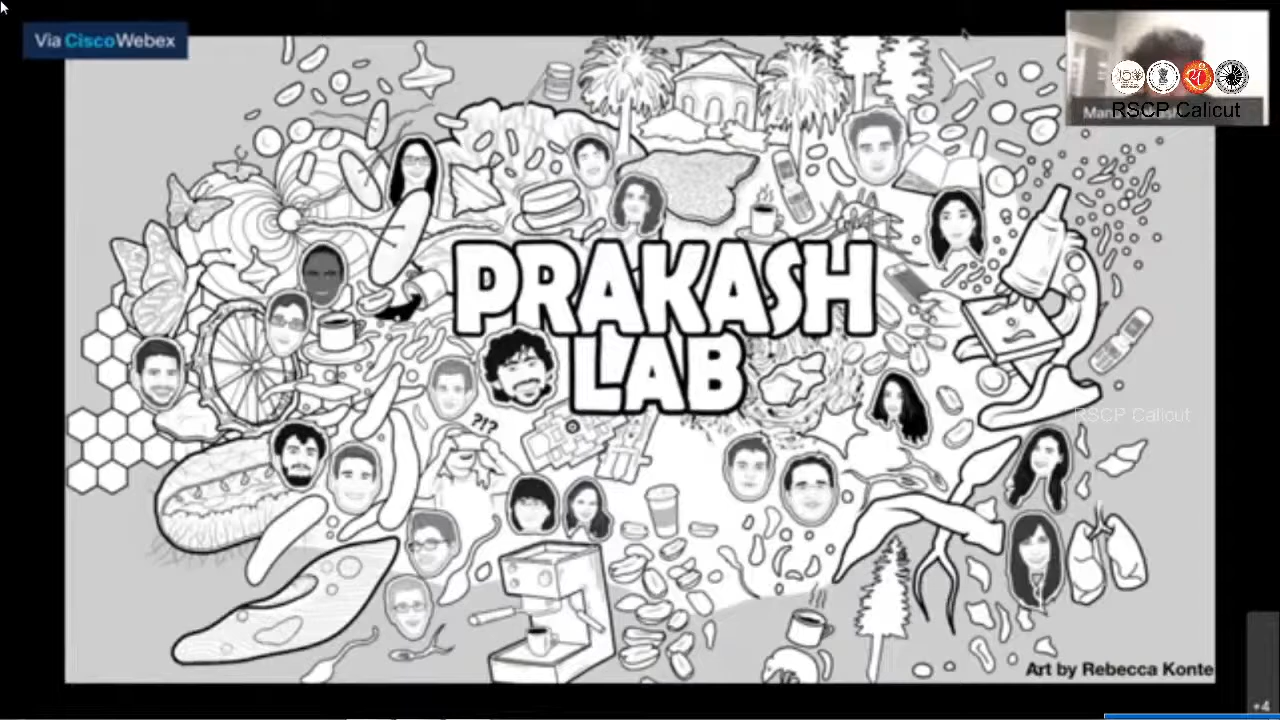 Via CiscoWebex
RSCP Calicut
PRAKASH
LAB
RSCP Calicut
?!?
Art by Rebecca Konte
+4